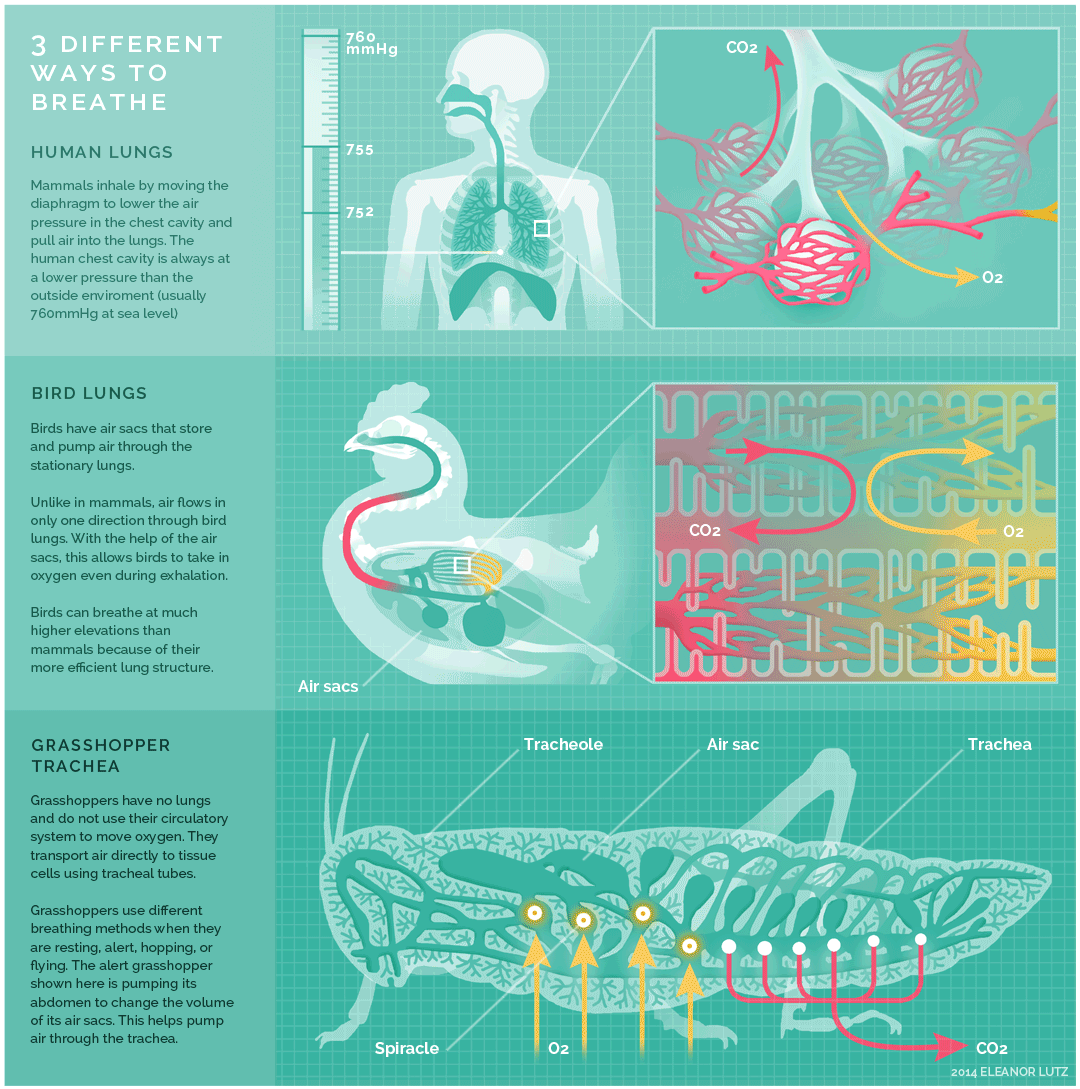 3 DIFFERENT
WAYS TO
BREATHE
HUMAN LUNGS
Mammals inhale by moving the
diaphragm to lower the air
pressure in the chest cavity and
pull air into the lungs. The
human chest cavity is always at
a lower pressure than the
outside enviroment (usually
760mmHg at sea level)
760
mmHg
755
752
CO2
O2
BIRD LUNGS
Birds have air sacs that store
and pump air through the
stationary lungs.
Unlike in mammals, air flows in
only one direction through bird
lungs. With the help of the air
sacs, this allows birds to take in
oxygen even during exhalation.
Birds can breathe at much
higher elevations than
mammals because of their
more efficient lung structure.
Air sacs
CO2
O2
GRASSHOPPER
TRACHEA
Grasshoppers have no lungs
and do not use their circulatory
system to move oxygen. They
transport air directly to tissue
cells using tracheal tubes.
Grasshoppers use different
breathing methods when they
are resting, alert, hopping, or
flying. The alert grasshopper
shown here is pumping its
abdomen to change the volume
of its air sacs. This helps pump
air through the trachea.
Tracheole
Air sac
Trachea
Spiracle
O2
CO2
2014 ELEANOR LUTZ